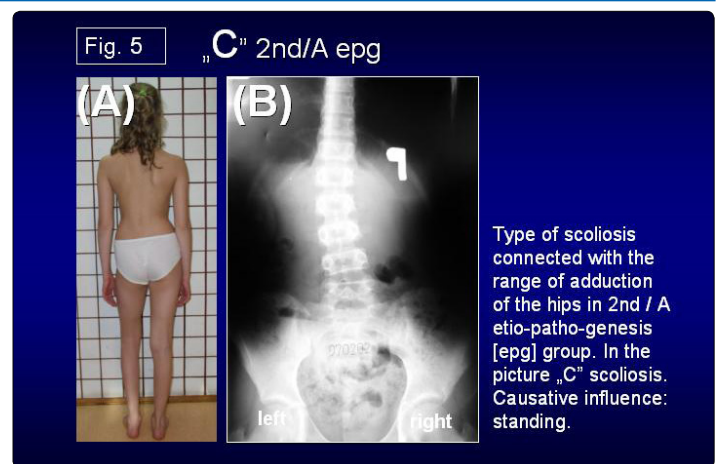 Fig. 5
„C” 2nd/A epg
(A)
(B)
Type of scoliosis
connected with the
range of adduction
of the hips in 2nd / A
etio-patho-genesis
[epg] group. In the
picture „C” scoliosis.
Causative influence:
standing.
left
right